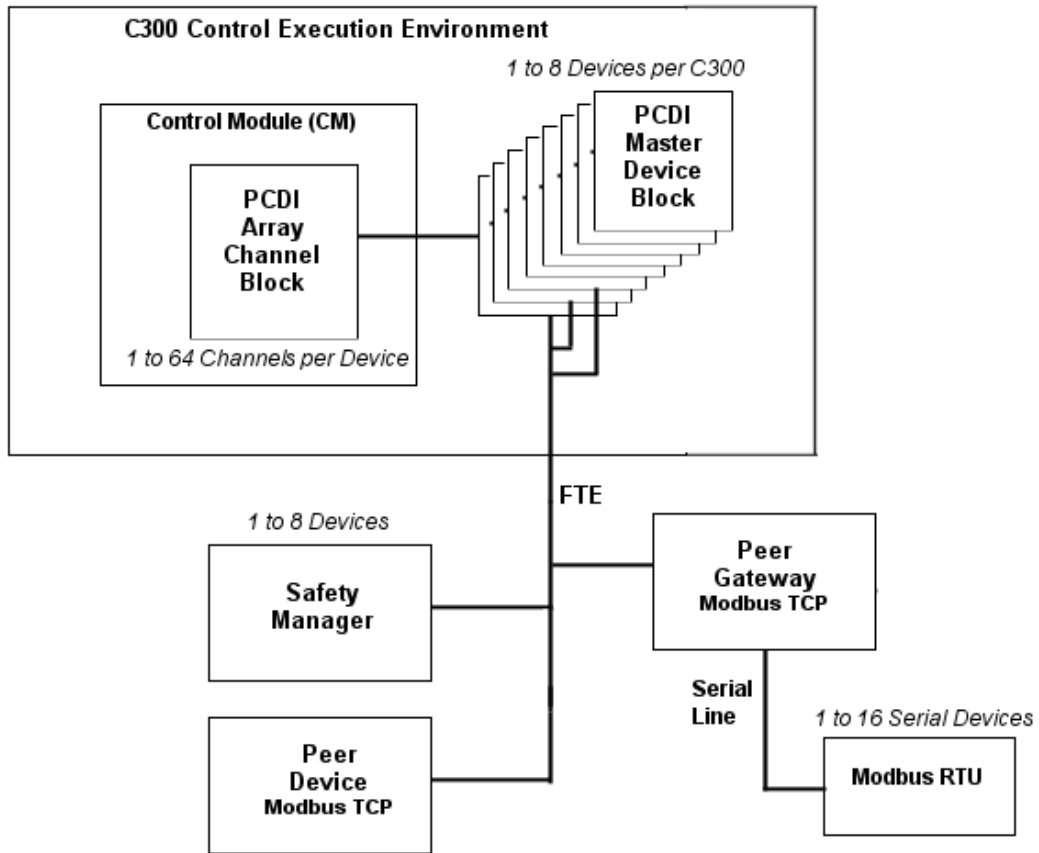 C300 Control Execution Environment
1 to 8 Devices per C300
Control Module (CM)
PCDI
Array
Channel
Block
1 to 64 Channels per Device
PCDI
Master
Device
Block
FTE
1 to 8 Devices
Safety
Manager
Peer
Gateway
Modbus TCP
Serial
Line
1 to 16 Serial Devices
Peer
Device
Modbus TCP
Modbus RTU